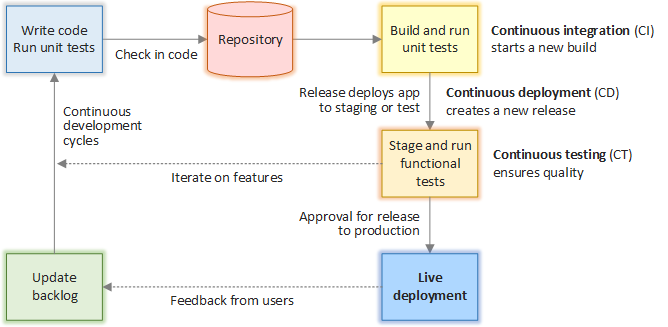 Write code
Run unit tests
Check in code
Repository
Build and run
unit tests
Continuous integration (CI)
starts a new build
Release deploys app
to staging or test
Continuous deployment (CD)
creates a new release
Continuous
development
cycles
Stage and run
functional
tests
Continuous testing (CT)
ensures quality
Iterate on features
Approval for release
to production
Update
backlog
Feedback from users
Live
deployment